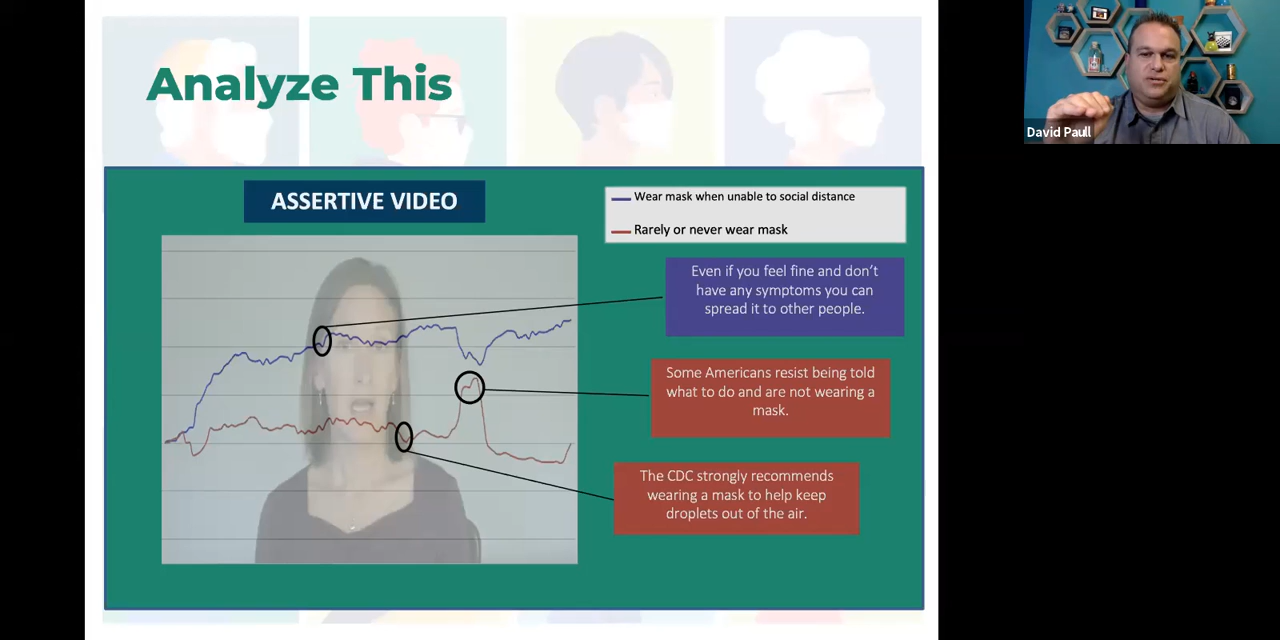 Analyze This
David Paull
ASSERTIVE VIDEO
Wear mask when unable to social distance
Rarely or never wear mask
Even if you feel fine and don't
have any symptoms you can
spread it to other people.
Some Americans resist being told
what to do and are not wearing a
mask.
The CDC strongly recommends
wearing a mask to help keep
droplets out of the air.